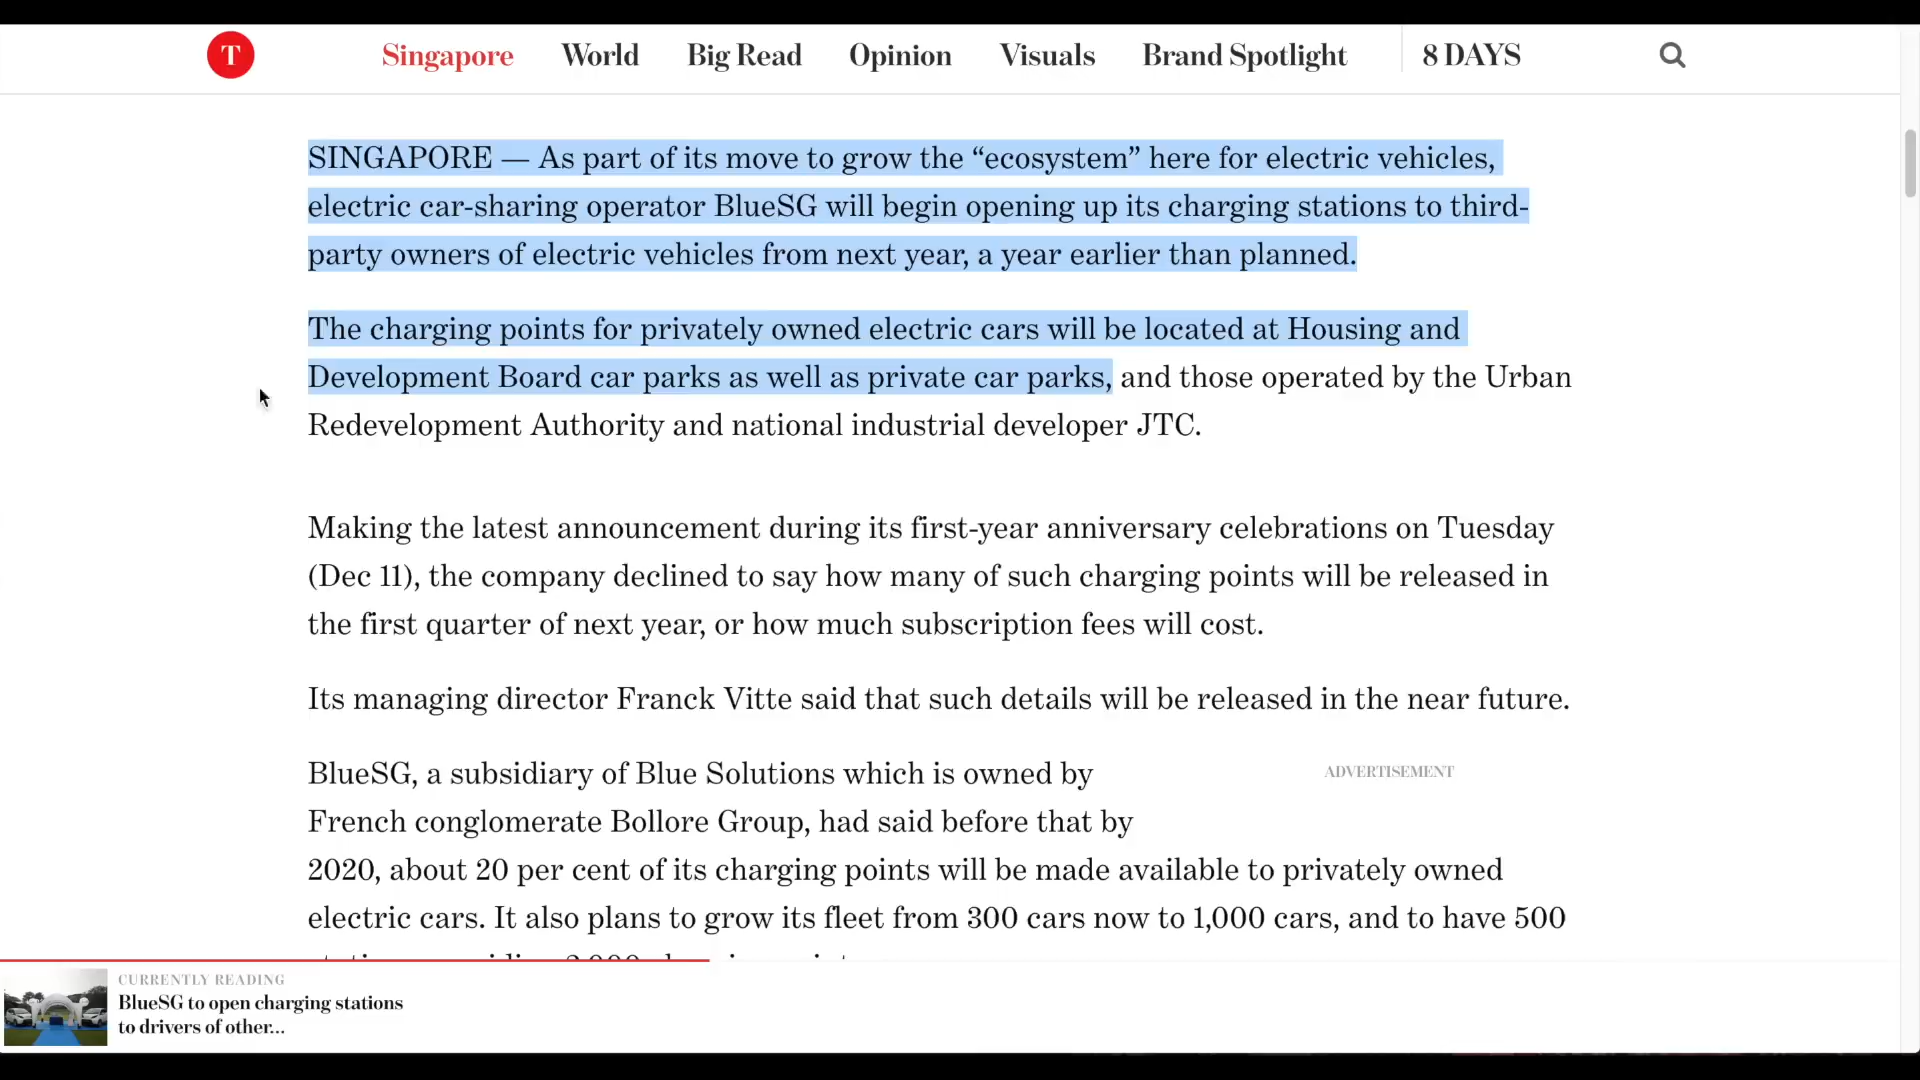 T
Singapore World Big Read Opinion Visuals Brand Spotlight 8 DAYS
SINGAPORE — As part of its move to grow the “ecosystem” here for electric vehicles,
electric car-sharing operator BlueSG will begin opening up its charging stations to third-
party owners of electric vehicles from next year, a year earlier than planned.
The charging points for privately owned electric cars will be located at Housing and
Development Board car parks as well as private car parks, and those operated by the Urban
Redevelopment Authority and national industrial developer JTC.
Making the latest announcement during its first-year anniversary celebrations on Tuesday
(Dec 11), the company declined to say how many of such charging points will be released in
the first quarter of next year, or how much subscription fees will cost.
Its managing director Franck Vitte said that such details will be released in the near future.
BlueSG, a subsidiary of Blue Solutions which is owned by
French conglomerate Bollore Group, had said before that by
2020, about 20 per cent of its charging points will be made available to privately owned
electric cars. It also plans to grow its fleet from 300 cars now to 1,000 cars, and to have 500
ADVERTISEMENT
CURRENTLY READING
BlueSG to open charging stations
to drivers of other...